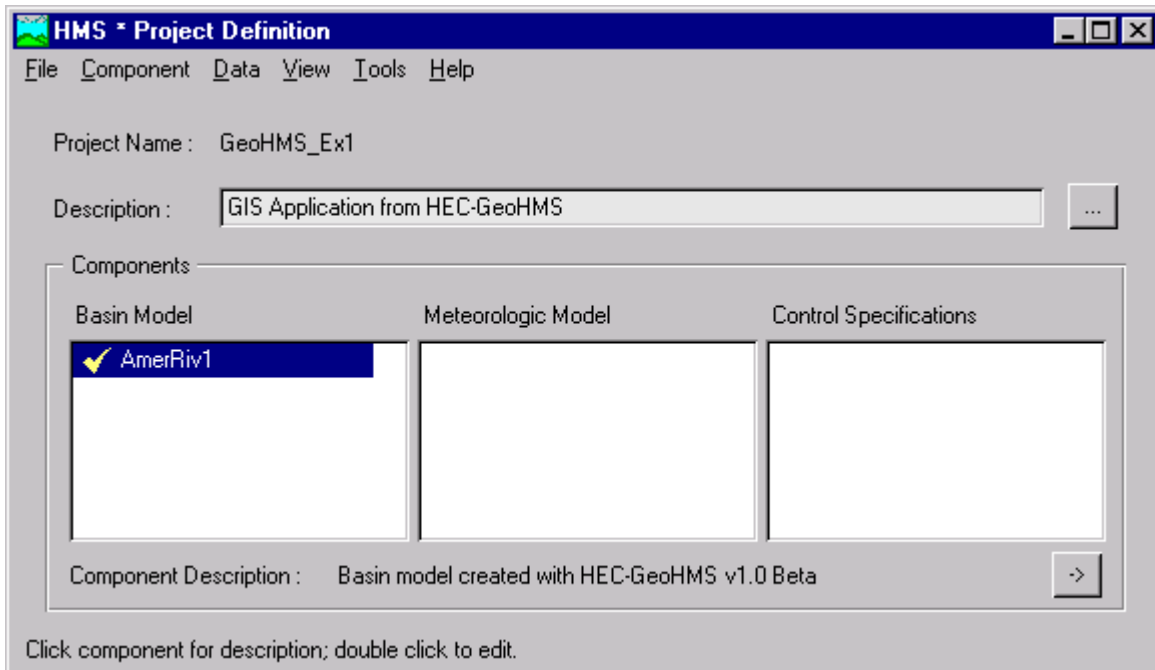 HMS * Project Definition
File Component Data View Tools Help
Project Name : GeoHMS_Ex1
Description : GIS Application from HEC-GeoHMS ...
Components
Basin Model Meteorologic Model Control Specifications
AmerRiv1
Component Description : Basin model created with HEC-GeoHMS v1.0 Beta ->
Click component for description; double click to edit.